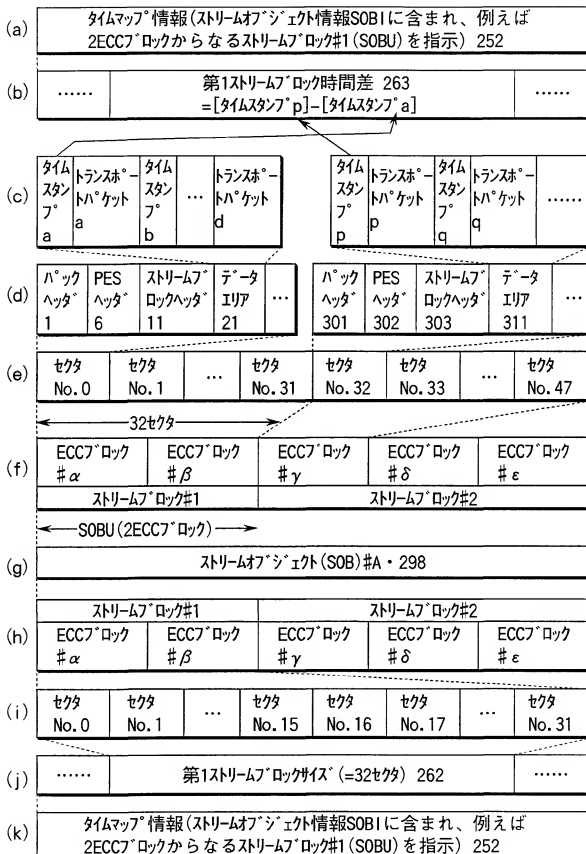 (a) タイムマップ情報(ストリームオブジェクト情報SOBIに含まれ、例えば
2ECCブロックからなるストリームブロック#1(SOBU)を指示) 252
(b) …… 第1ストリームブロック時間差 263 ……
=[タイムスタンプp]-[タイムスタンプa]
(c) タイムスタンプa トランスポートパケットa タイムスタンプb … トランスポートパケットd タイムスタンプp トランスポートパケットp タイムスタンプq トランスポートパケットq ……
(d) パックヘッダ1 PESヘッダ6 ストリームブロックヘッダ11 データエリア21 … パックヘッダ301 PESヘッダ302 ストリームブロックヘッダ303 データエリア311 …
(e) セクタNo.0 セクタNo.1 … セクタNo.31 セクタNo.32 セクタNo.33 … セクタNo.47
32セクタ
(f) ECCブロック#α ECCブロック#β ECCブロック#γ ECCブロック#δ ECCブロック#ε
ストリームブロック#1 ストリームブロック#2
SOBU(2ECCブロック)
(g) ストリームオブジェクト(SOB)#A・298
ストリームブロック#1 ストリームブロック#2
(h) ECCブロック#α ECCブロック#β ECCブロック#γ ECCブロック#δ ECCブロック#ε
(i) セクタNo.0 セクタNo.1 … セクタNo.15 セクタNo.16 セクタNo.17 … セクタNo.31
(j) …… 第1ストリームブロックサイズ(=32セクタ) 262 ……
(k) タイムマップ情報(ストリームオブジェクト情報SOBIに含まれ、例えば
2ECCブロックからなるストリームブロック#1(SOBU)を指示) 252